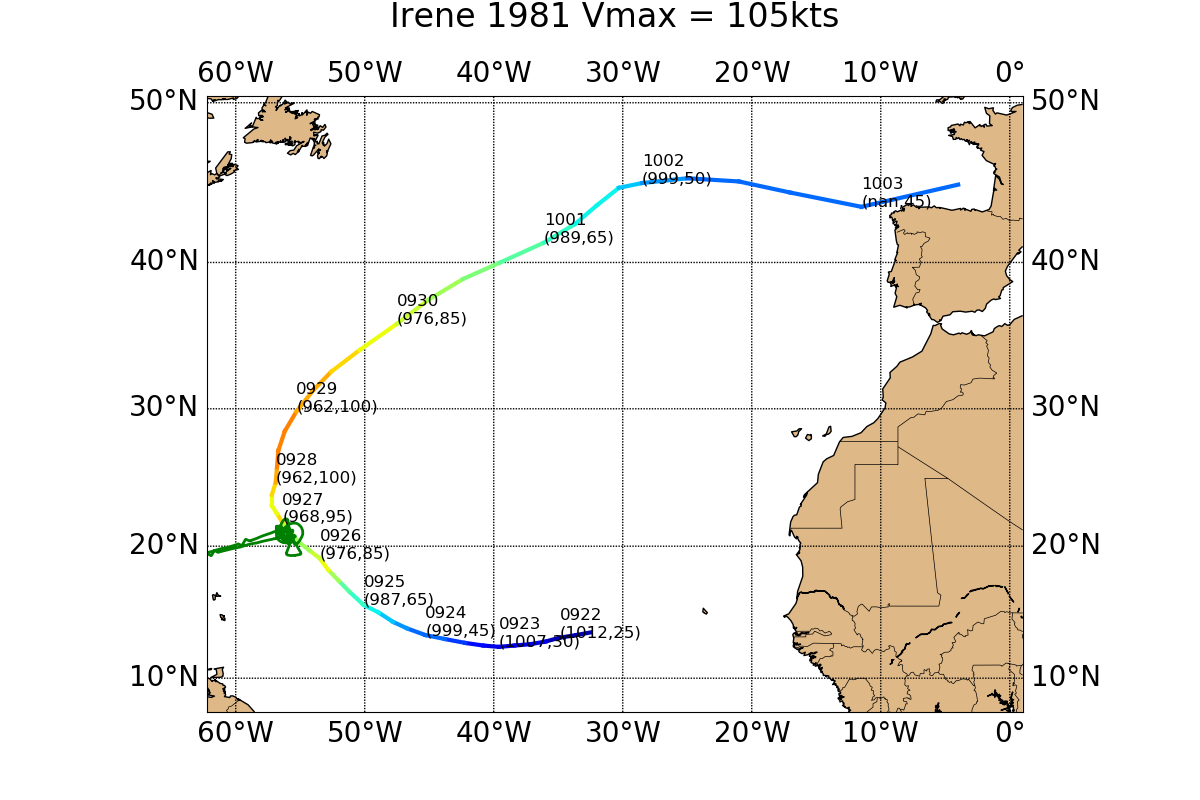 Irene 1981 Vmax = 105kts
60°W 50°W 40°W 30°W 20°W 10°W 0°
50°N 50°N
1002
(999,50)
1003
(nan,45)
1001
(989,65)
40°N 40°N
0930
(976,85)
0929
(962,100)
30°N 30°N
0928
(962,100)
0927
(968,95)
0926
(976,85)
20°N 20°N
0925
(987,65)
0924
(999,45)
0923
(1007,30)
0922
(1012,25)
10°N 10°N
60°W 50°W 40°W 30°W 20°W 10°W 0°